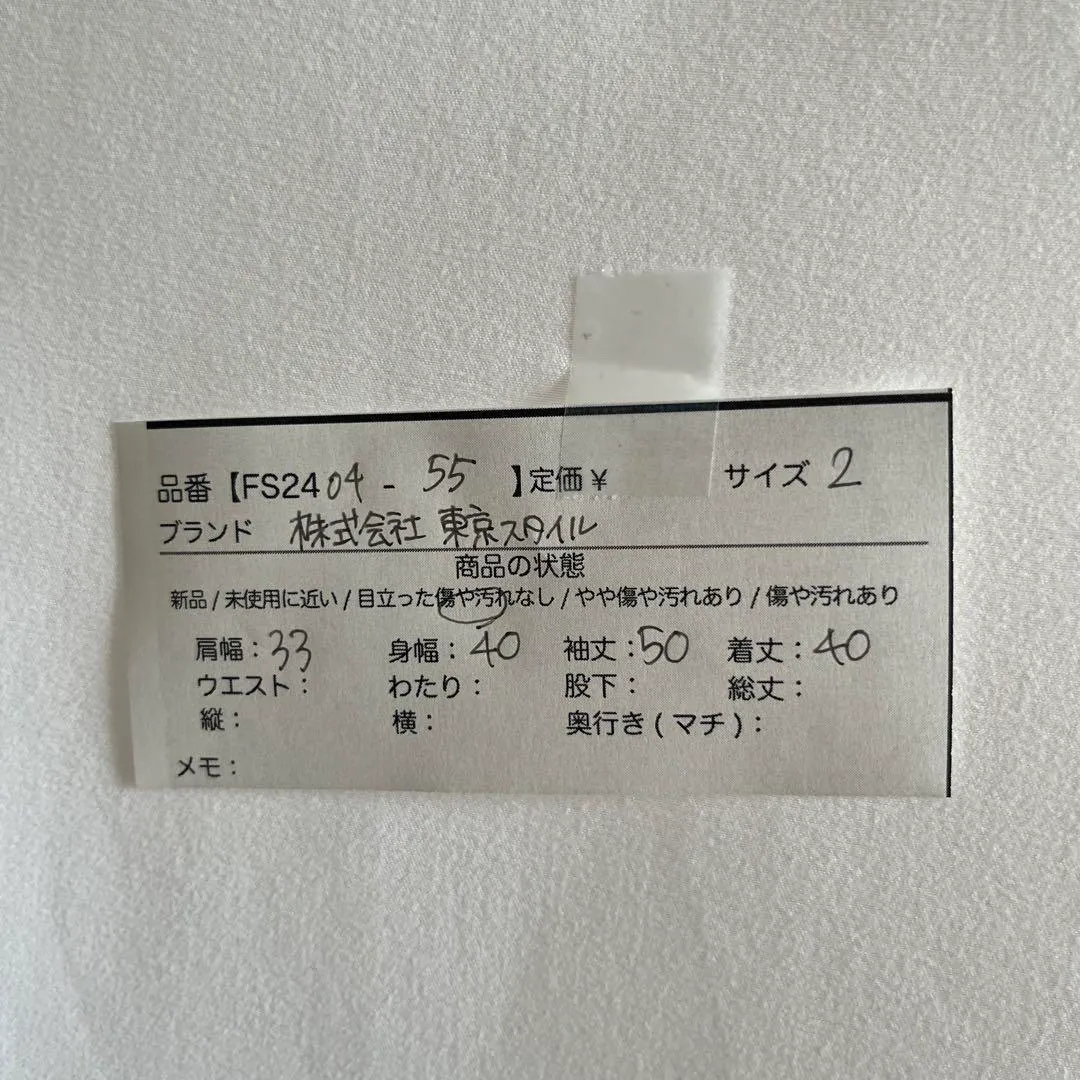 品番【FS2404 - 55 】定価¥ サイズ 2
ブランド 株式会社 東京スタイル
商品の状態
新品 / 未使用に近い / 目立った傷や汚れなし / やや傷や汚れあり / 傷や汚れあり
肩幅：33 身幅：40 袖丈：50 着丈：40
ウエスト： わたり： 股下： 総丈：
縦： 横： 奥行き ( マチ )：
メモ：